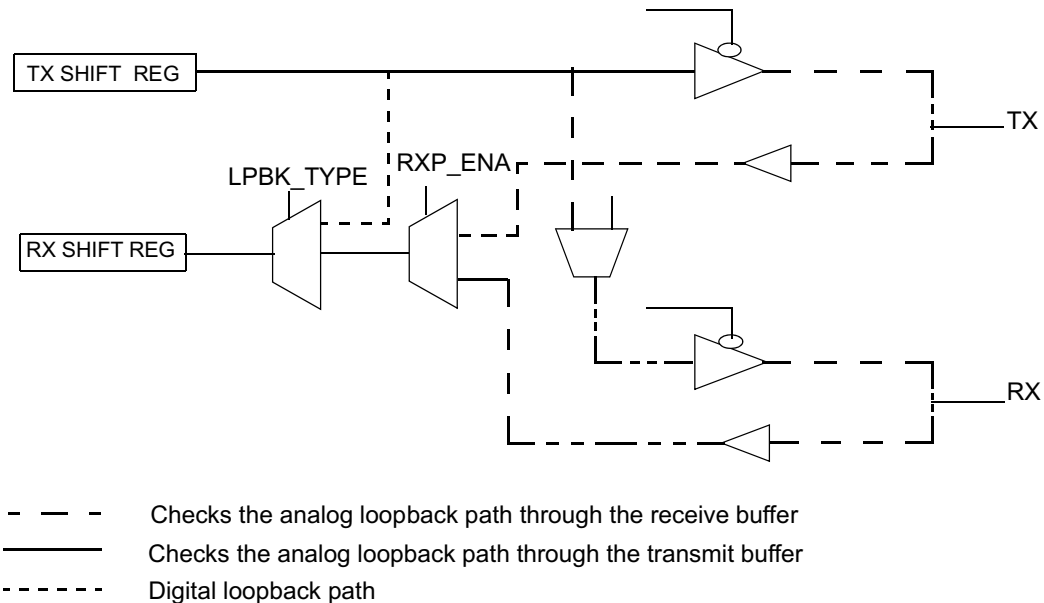 TX SHIFT REG
TX
LPBK_TYPE
RXP_ENA
RX SHIFT REG
RX
Checks the analog loopback path through the receive buffer
Checks the analog loopback path through the transmit buffer
Digital loopback path